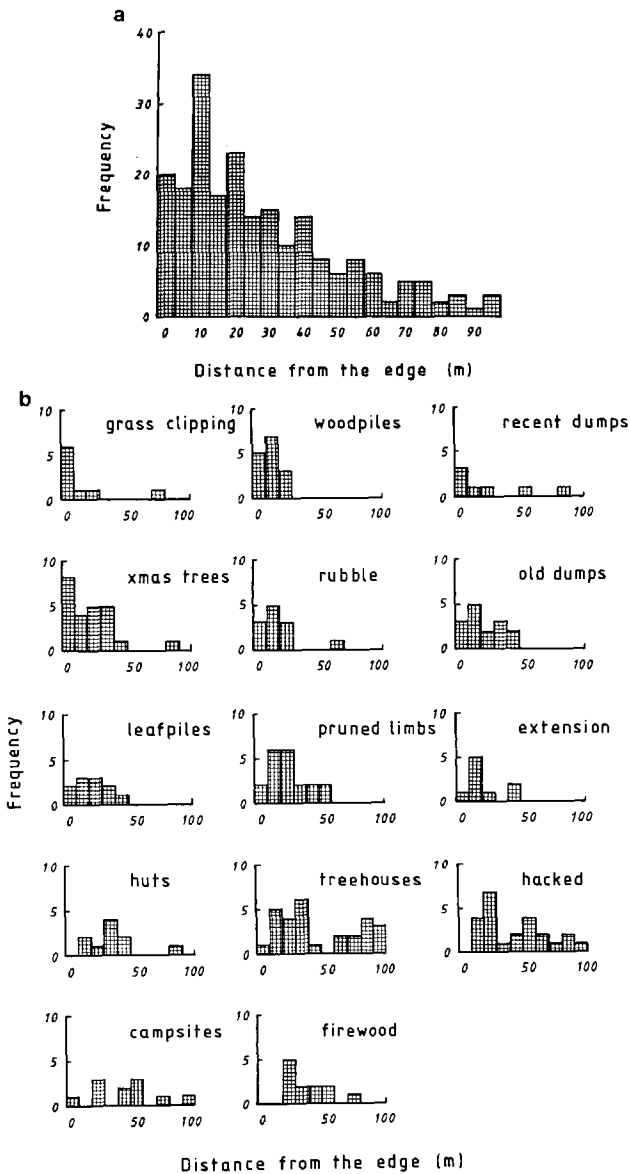 a
40
30
20
10
0
Frequency
0 10 20 30 40 50 60 70 80 90
Distance from the edge (m)
b
grass clipping
10
5
0
0 50 100
woodpiles
10
5
0
0 50 100
recent dumps
10
5
0
0 50 100
xmas trees
10
5
0
0 50 100
rubble
10
5
0
0 50 100
old dumps
10
5
0
0 50 100
Frequency
leafpiles
10
5
0
0 50 100
pruned limbs
10
5
0
0 50 100
extension
10
5
0
0 50 100
huts
10
5
0
0 50 100
treehouses
10
5
0
0 50 100
hacked
10
5
0
0 50 100
campsites
10
5
0
0 50 100
firewood
10
5
0
0 50 100
Distance from the edge (m)